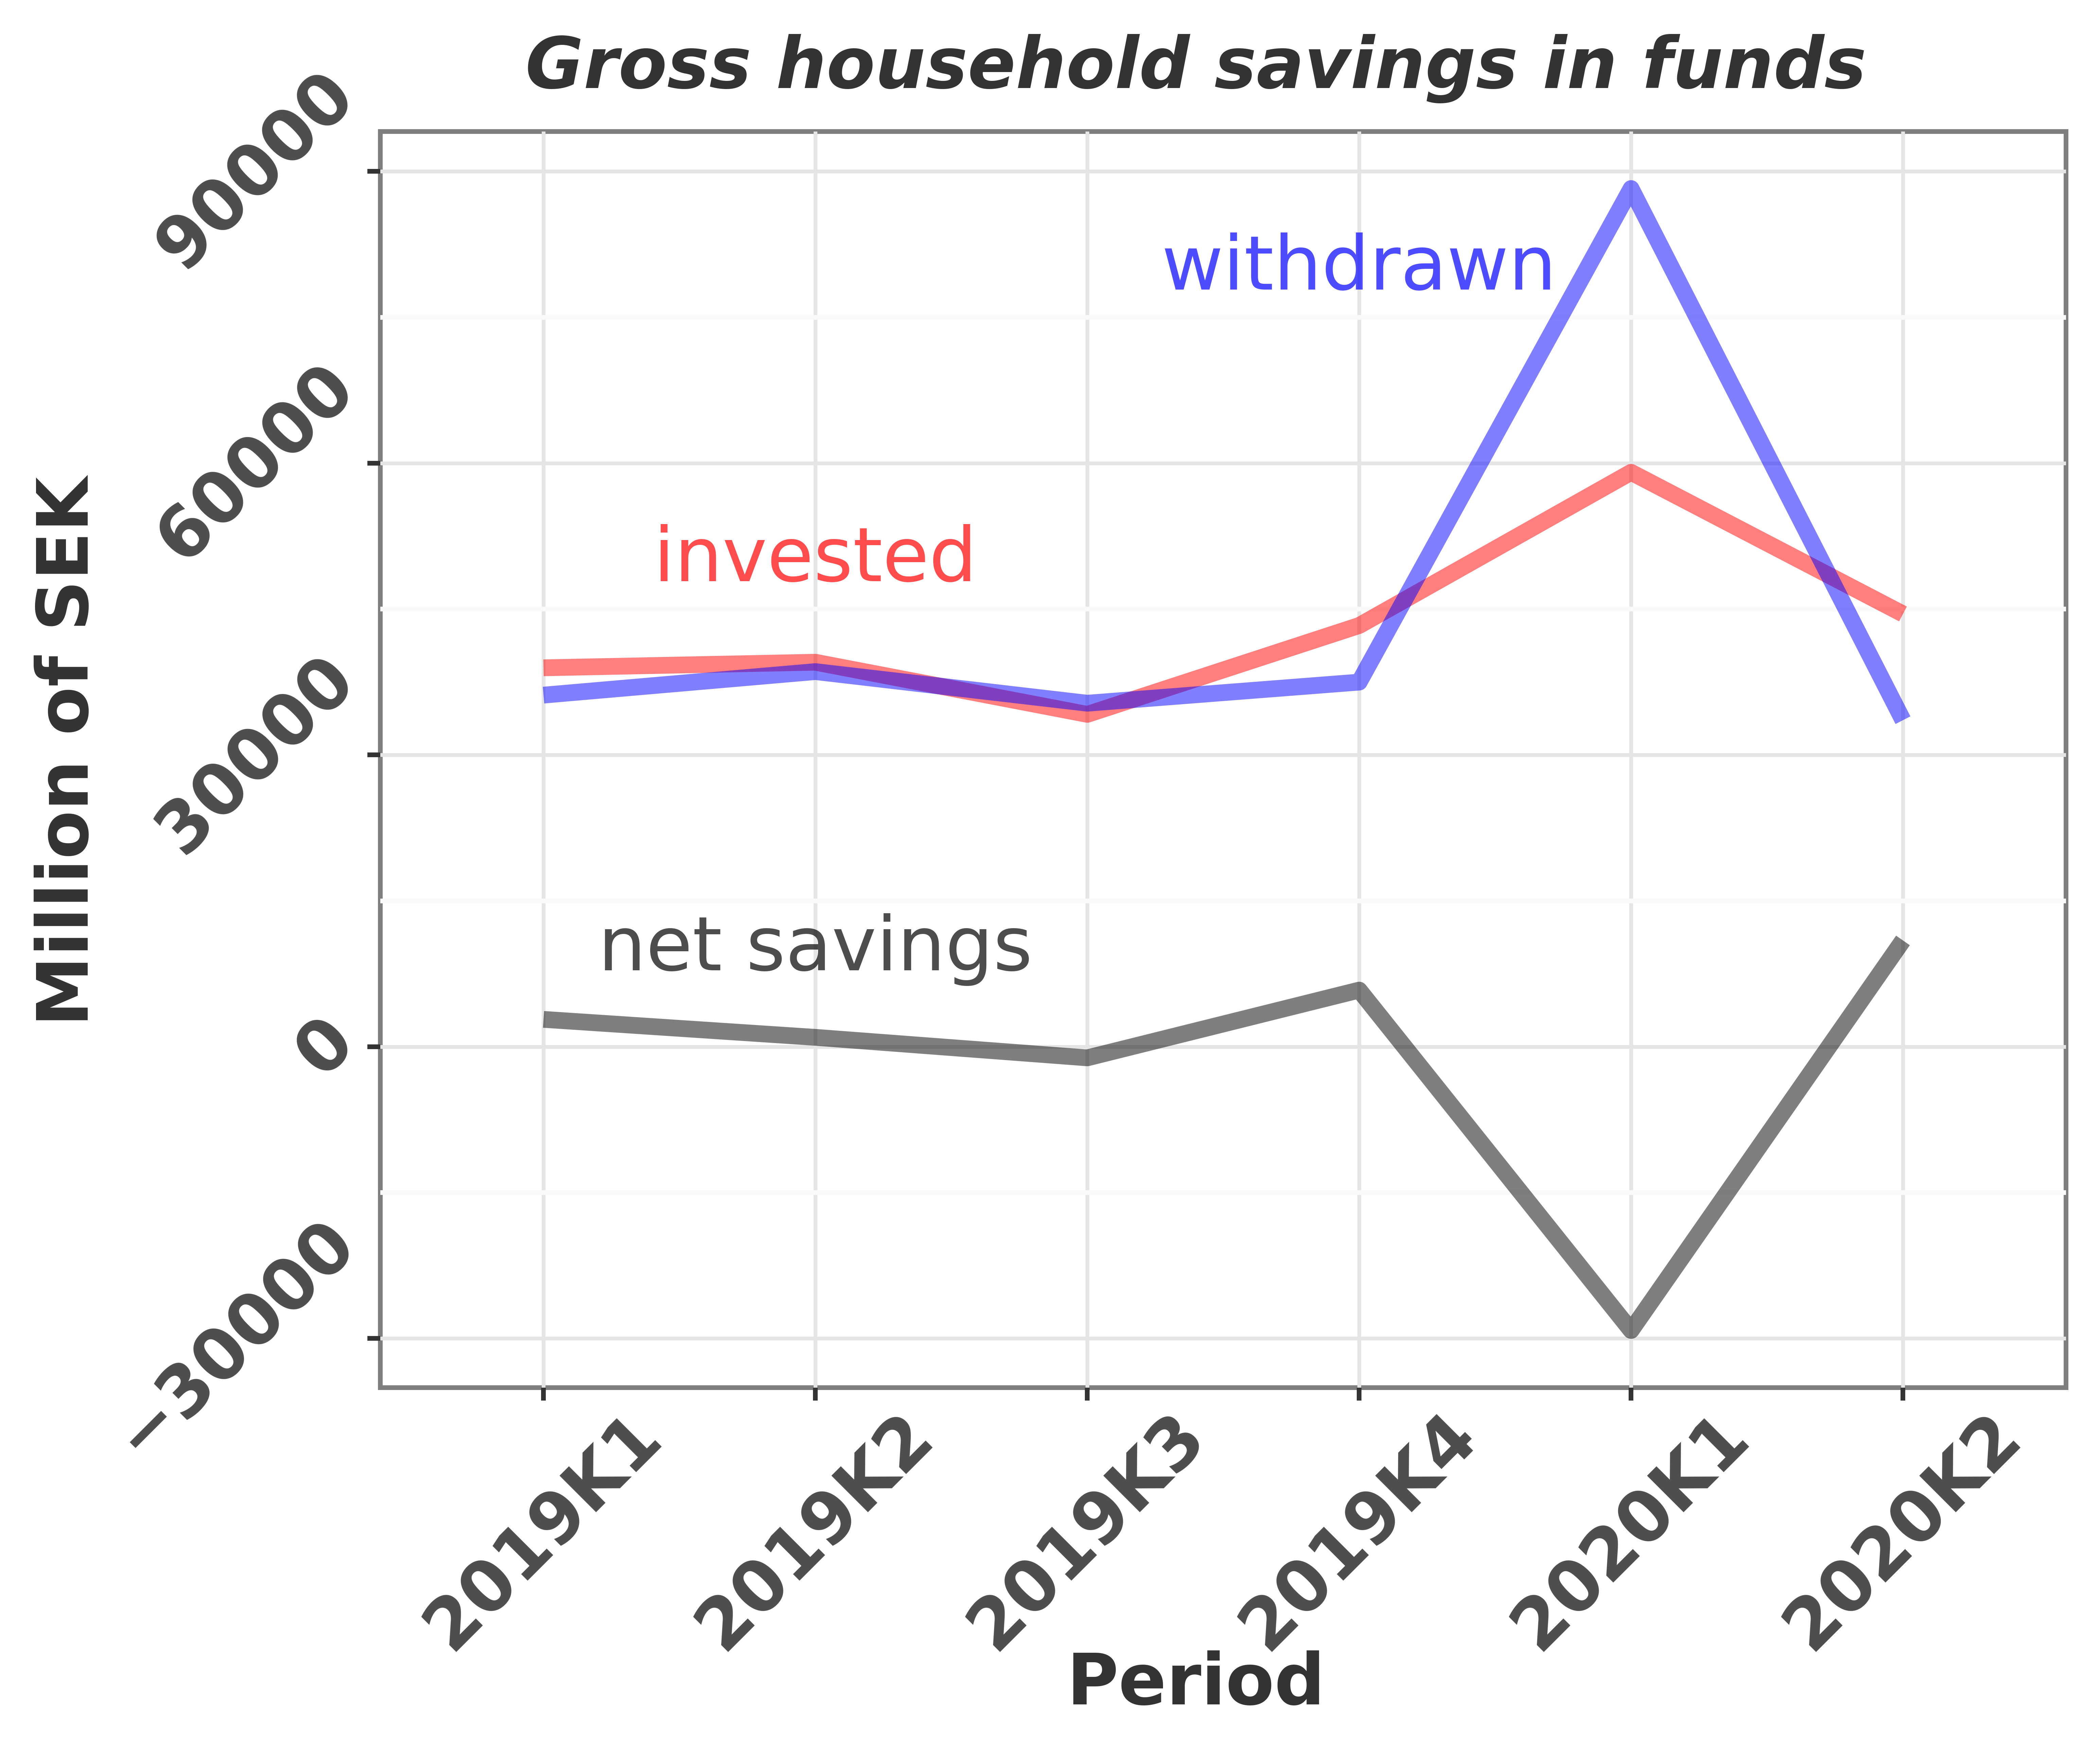 Gross household savings in funds
Million of SEK
90000
60000
30000
0
−30000
withdrawn
invested
net savings
2019K1
2019K2
2019K3
2019K4
2020K1
2020K2
Period